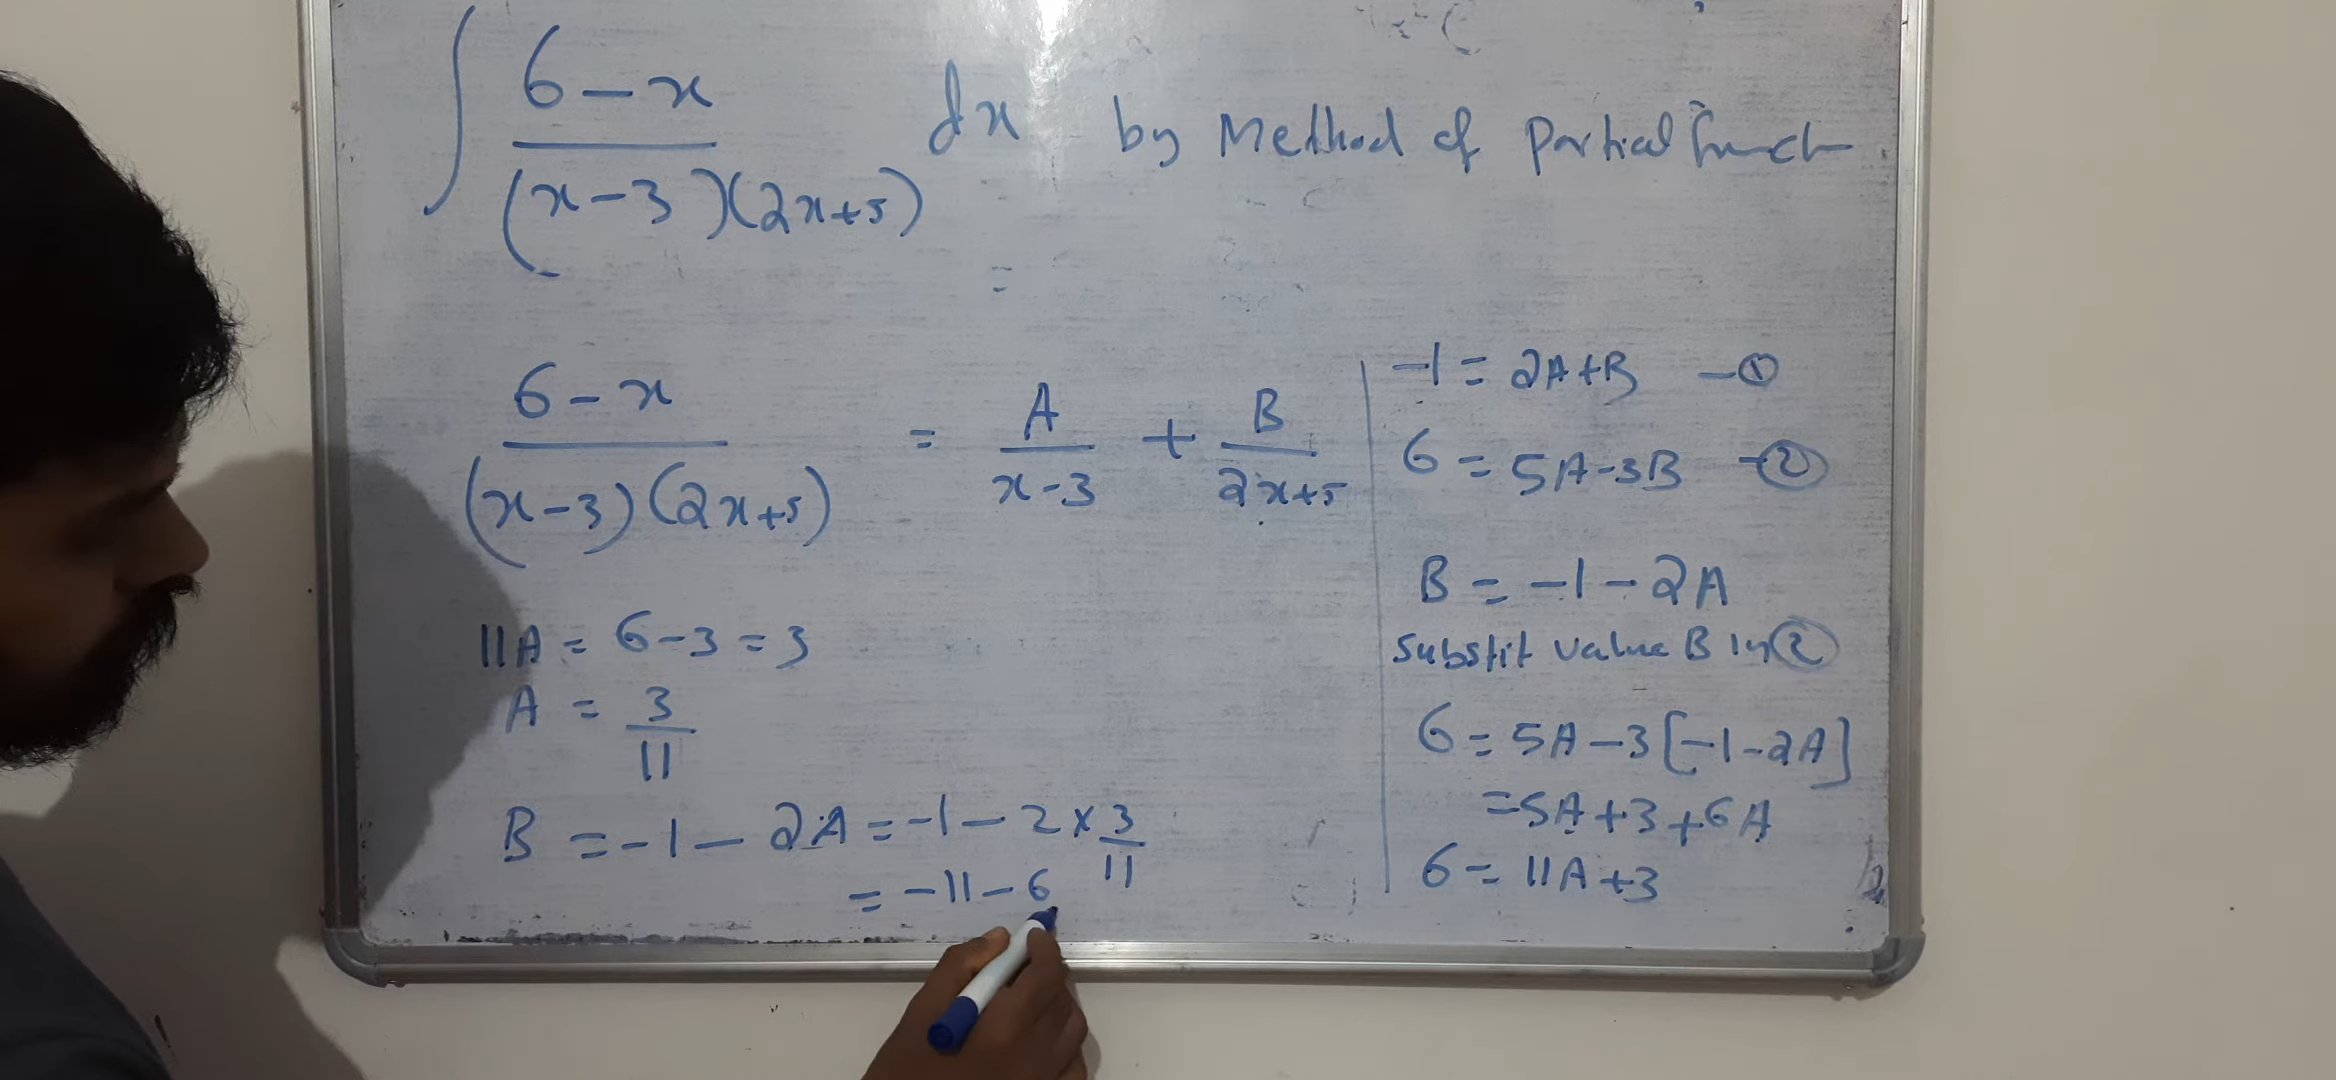 ∫ 6 - x / (x - 3)(2x + 5) dx by Method of Partial
6 - x / (x - 3)(2x + 5) = A / x - 3 + B / 2x + 5
11A = 6 - 3 = 3
A = 3 / 11
B = -1 - 2A = -1 - 2 × 3 / 11
= -11 - 6
-1 = 2A + B - ①
6 = 5A - 3B - ②
B = -1 - 2A
Substit value B in ②
6 = 5A - 3[-1 - 2A]
= 5A + 3 + 6A
6 = 11A + 3